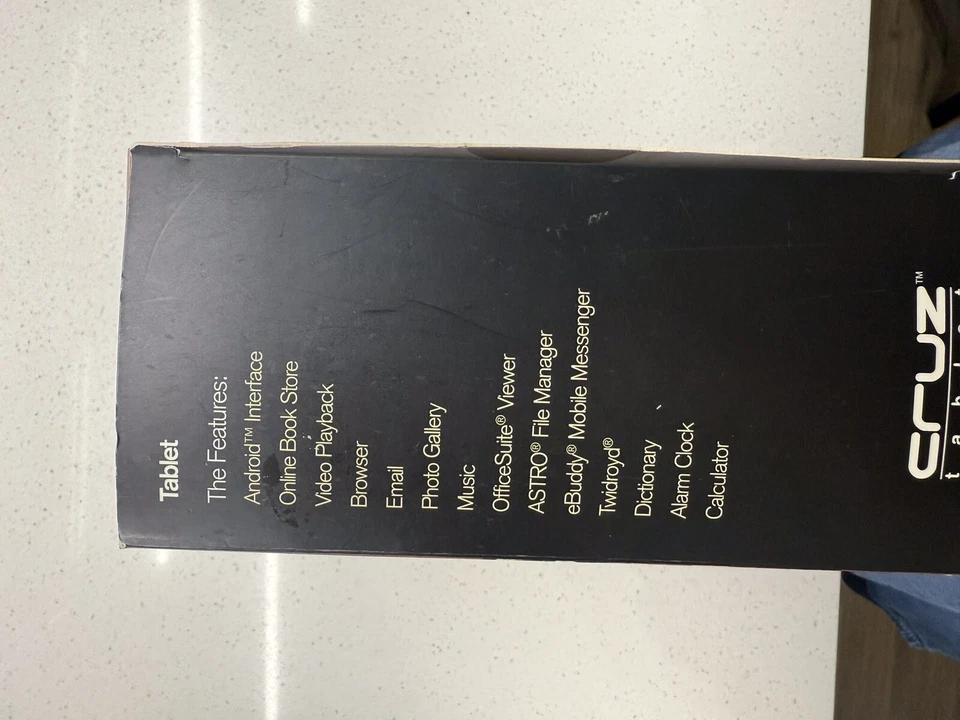 Tablet
The Features:
Android™ Interface
Online Book Store
Video Playback
Browser
Email
Photo Gallery
Music
OfficeSuite® Viewer
ASTRO® File Manager
eBuddy® Mobile Messenger
Twidroyd®
Dictionary
Alarm Clock
Calculator
cruz™
tablet